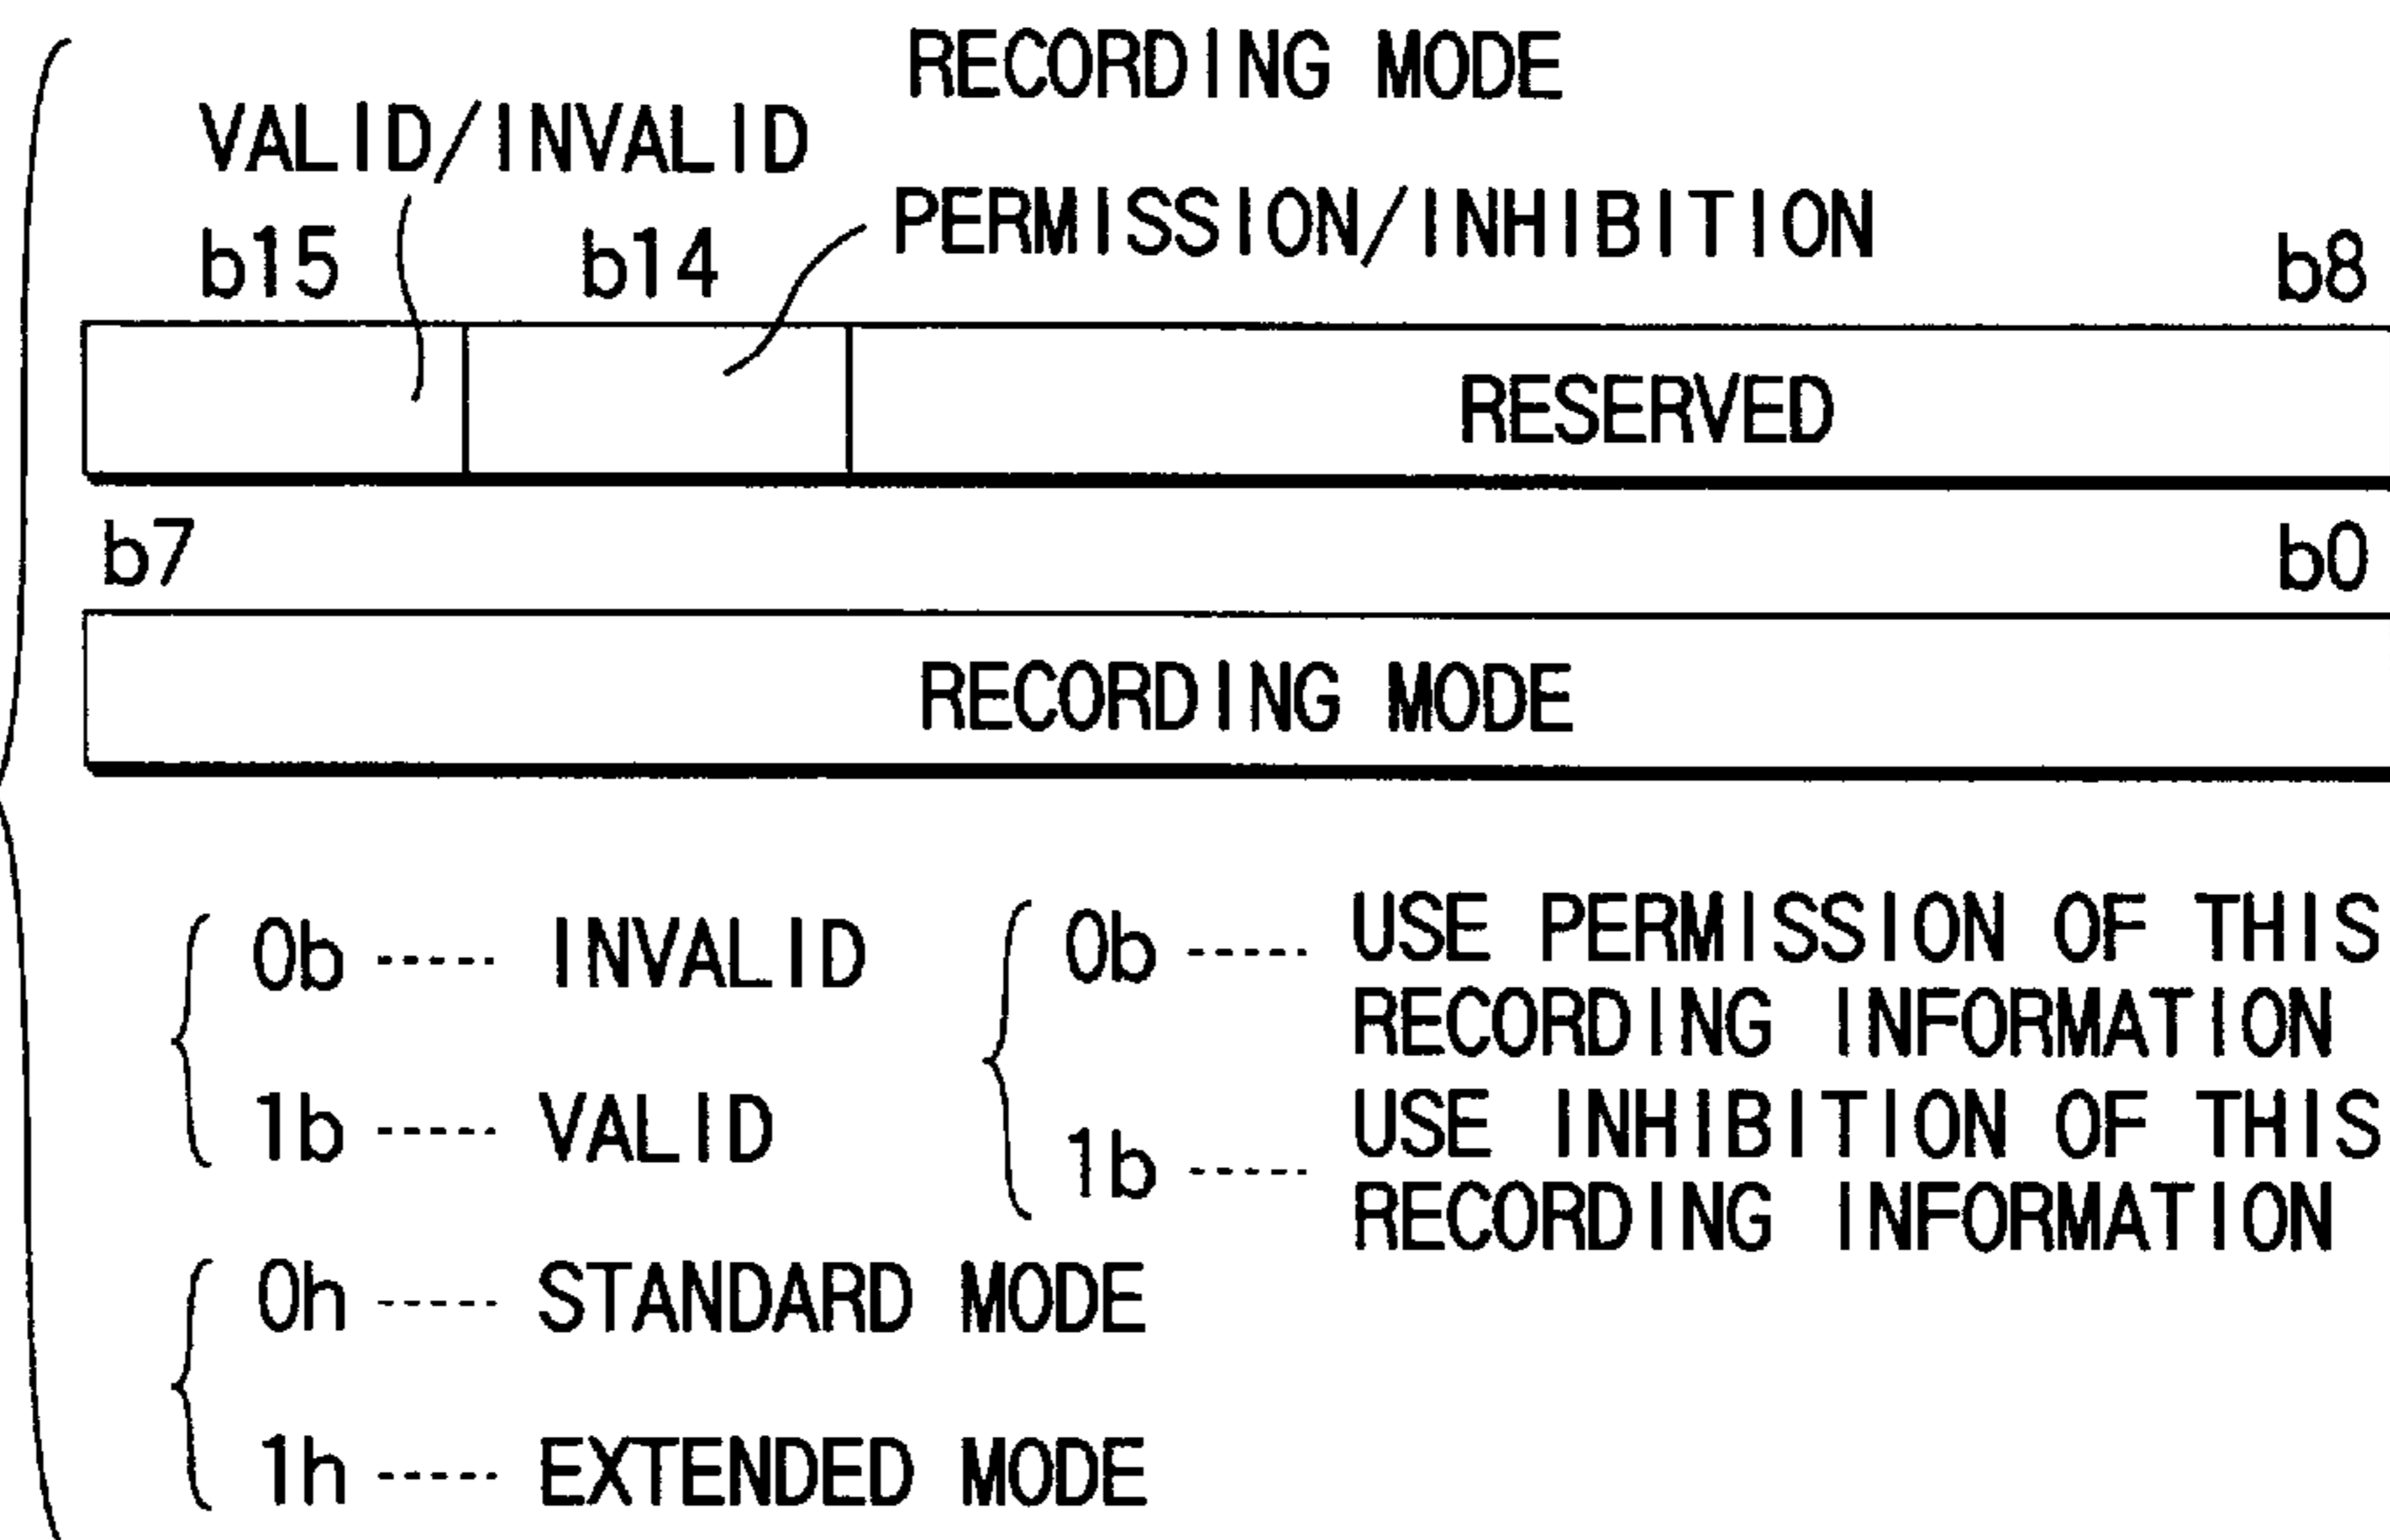 RECORDING MODE
VALID/INVALID
PERMISSION/INHIBITION
b15 b14 b8
RESERVED
b7 b0
RECORDING MODE
0b ----- INVALID
1b ----- VALID
0b ----- USE PERMISSION OF THIS
RECORDING INFORMATION
1b ----- USE INHIBITION OF THIS
RECORDING INFORMATION
0h ----- STANDARD MODE
1h ----- EXTENDED MODE